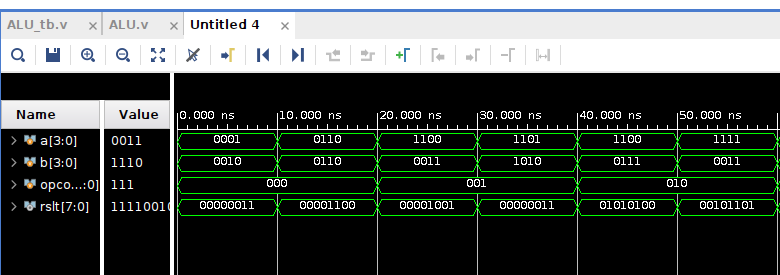 ALU_tb.v × ALU.v × Untitled 4 ×
Name Value 0.000 ns 10.000 ns 20.000 ns 30.000 ns 40.000 ns 50.000 ns
a[3:0] 0011 0001 0110 1100 1101 1100 1111
b[3:0] 1110 0010 0110 0011 1010 0111 0011
opco...:0] 111 000 001 010
rslt[7:0] 11110010 00000011 00001100 00001001 00000011 01010100 00101101